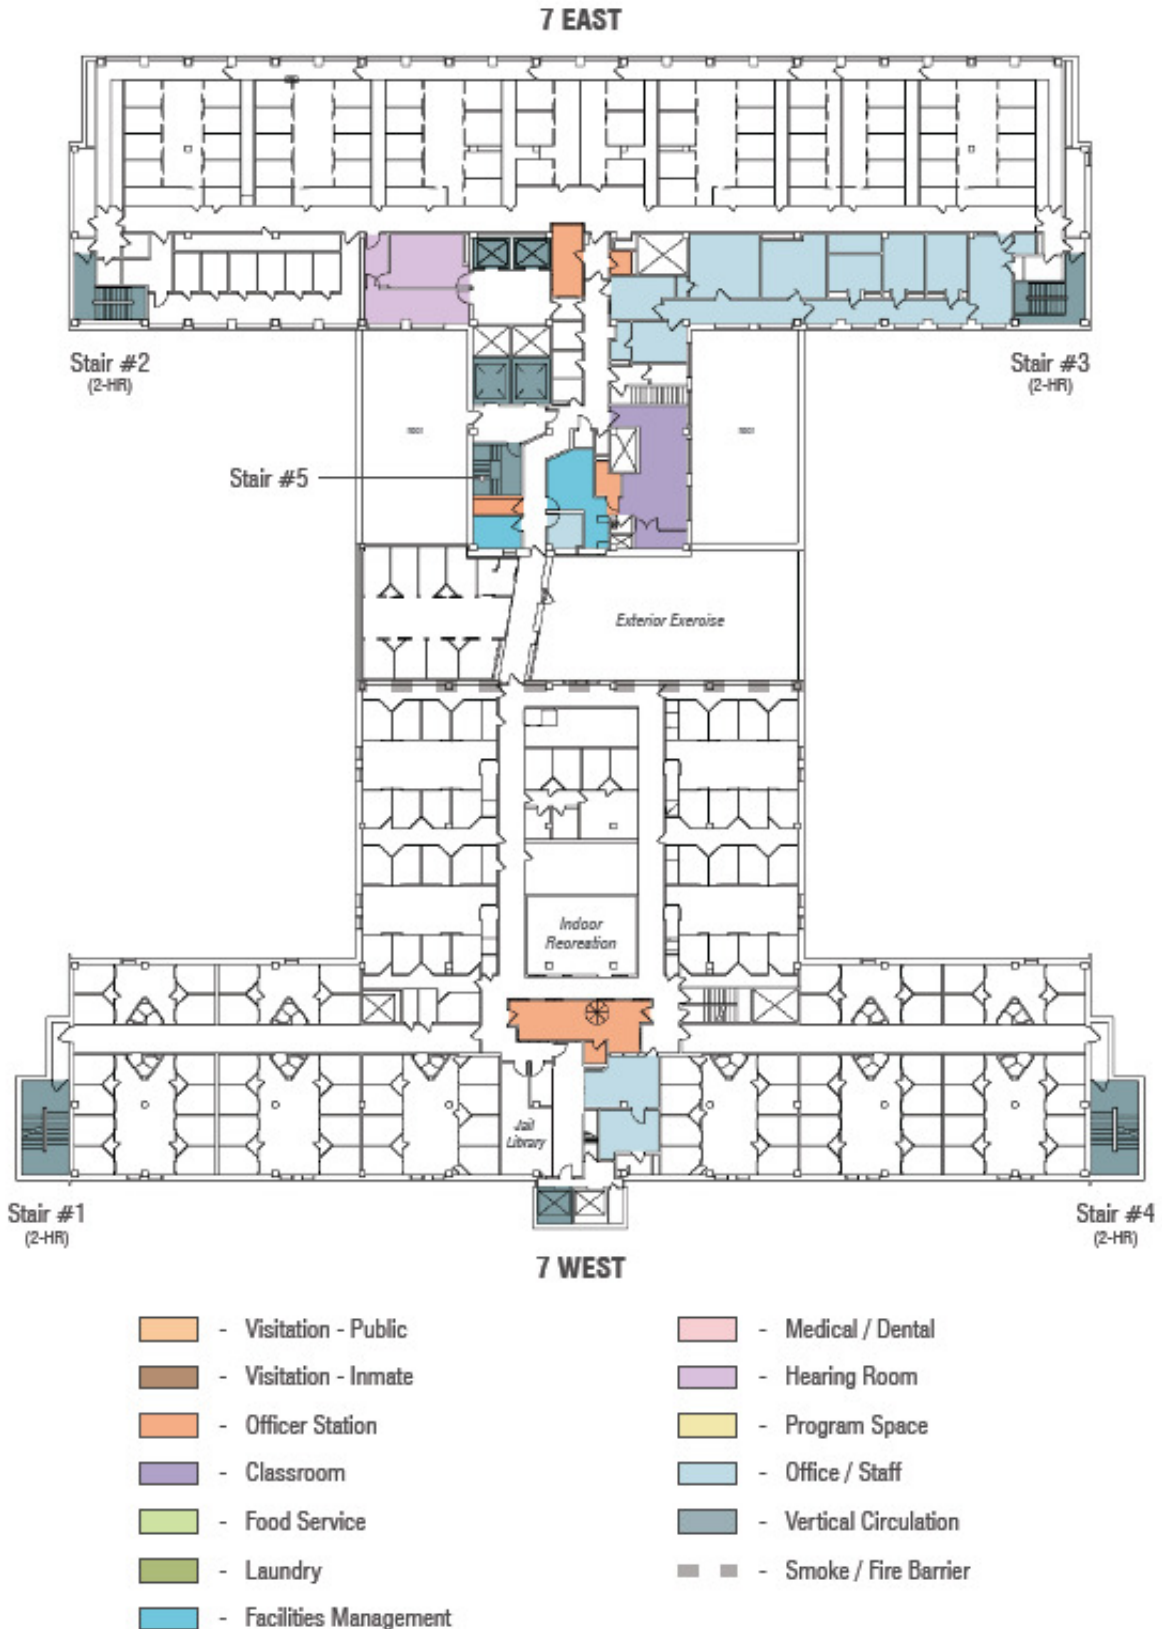 7 EAST
Stair #2
(2-HR)
Stair #3
(2-HR)
Stair #5
Exterior Exercise
Indoor
Recreation
Jail
Library
Stair #1
(2-HR)
Stair #4
(2-HR)
7 WEST
- Visitation - Public
- Visitation - Inmate
- Officer Station
- Classroom
- Food Service
- Laundry
- Facilities Management
- Medical / Dental
- Hearing Room
- Program Space
- Office / Staff
- Vertical Circulation
- Smoke / Fire Barrier